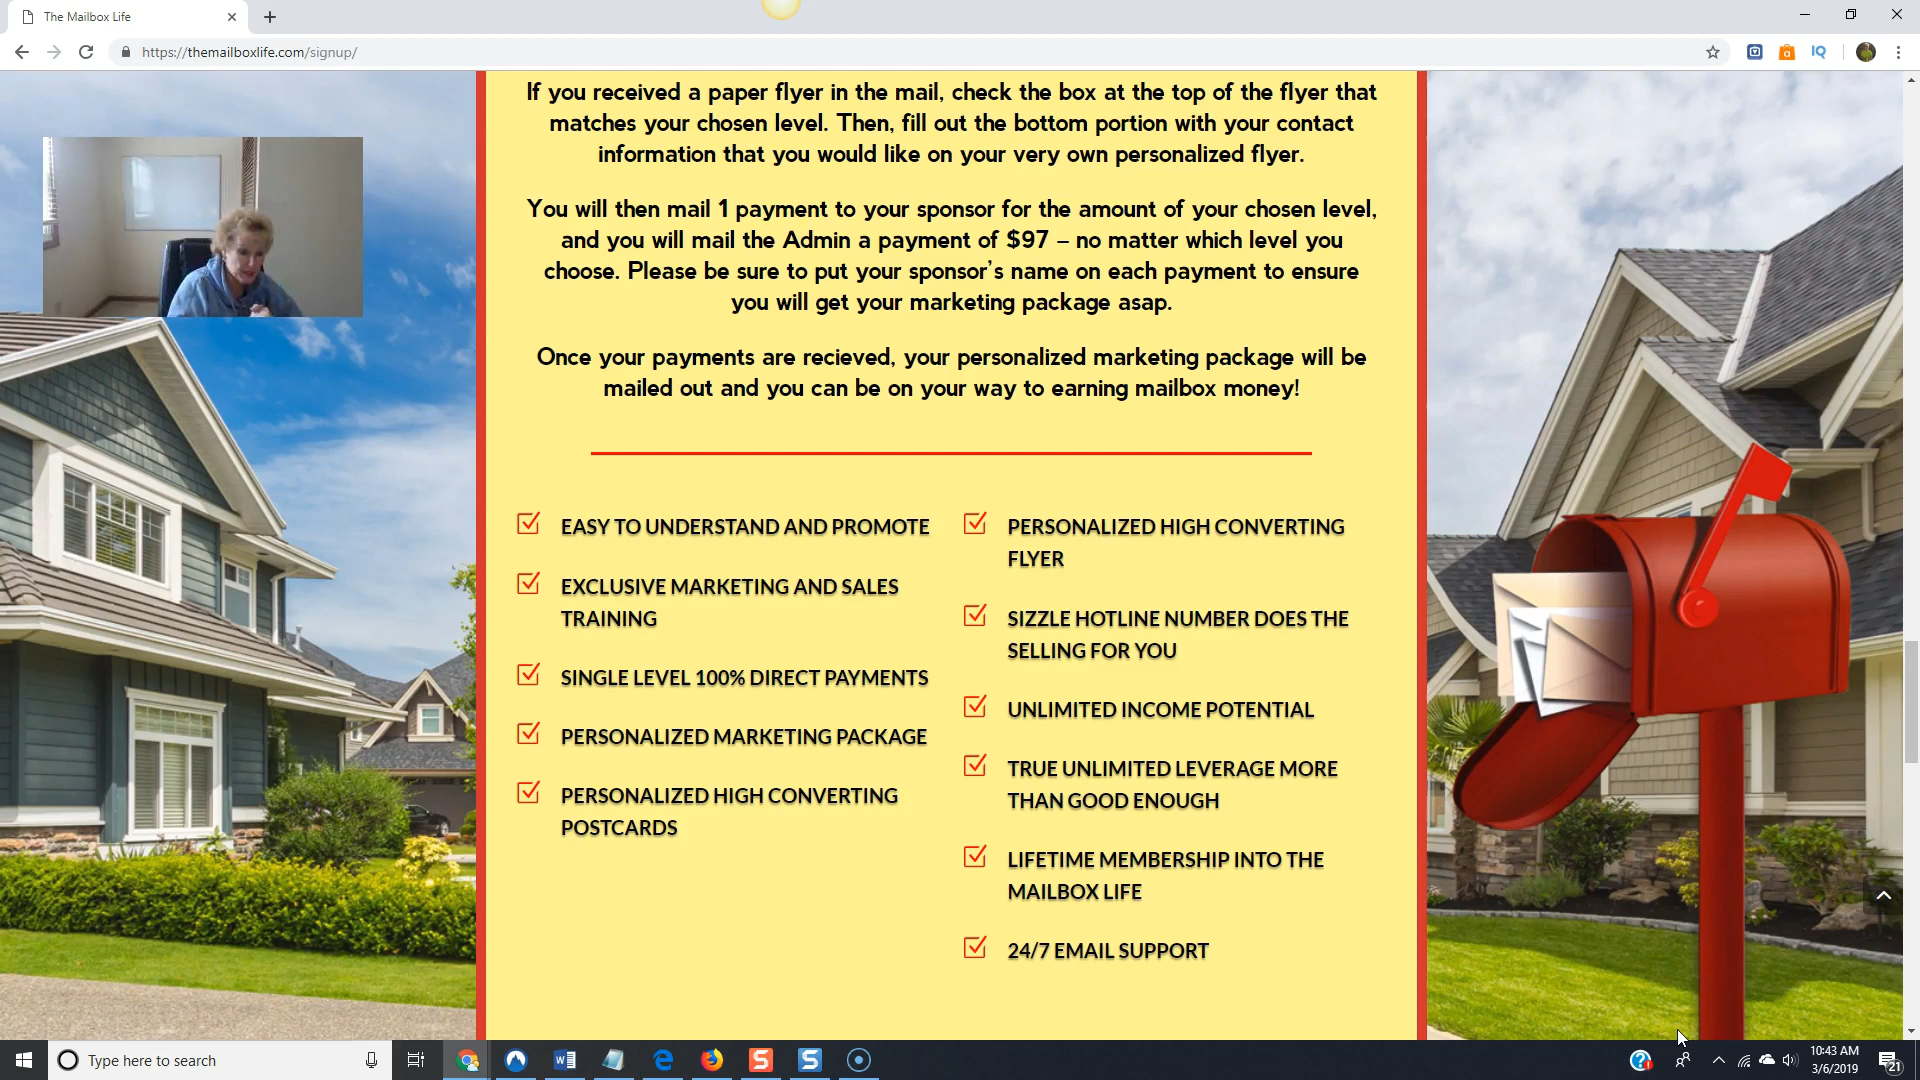 The Mailbox Life
https://themailboxlife.com/signup/
If you received a paper flyer in the mail, check the box at the top of the flyer that
matches your chosen level. Then, fill out the bottom portion with your contact
information that you would like on your very own personalized flyer.
You will then mail 1 payment to your sponsor for the amount of your chosen level,
and you will mail the Admin a payment of $97 – no matter which level you
choose. Please be sure to put your sponsor's name on each payment to ensure
you will get your marketing package asap.
Once your payments are recieved, your personalized marketing package will be
mailed out and you can be on your way to earning mailbox money!
EASY TO UNDERSTAND AND PROMOTE
EXCLUSIVE MARKETING AND SALES
TRAINING
SINGLE LEVEL 100% DIRECT PAYMENTS
PERSONALIZED MARKETING PACKAGE
PERSONALIZED HIGH CONVERTING
POSTCARDS
PERSONALIZED HIGH CONVERTING
FLYER
SIZZLE HOTLINE NUMBER DOES THE
SELLING FOR YOU
UNLIMITED INCOME POTENTIAL
TRUE UNLIMITED LEVERAGE MORE
THAN GOOD ENOUGH
LIFETIME MEMBERSHIP INTO THE
MAILBOX LIFE
24/7 EMAIL SUPPORT
Type here to search
10:43 AM
3/6/2019
21